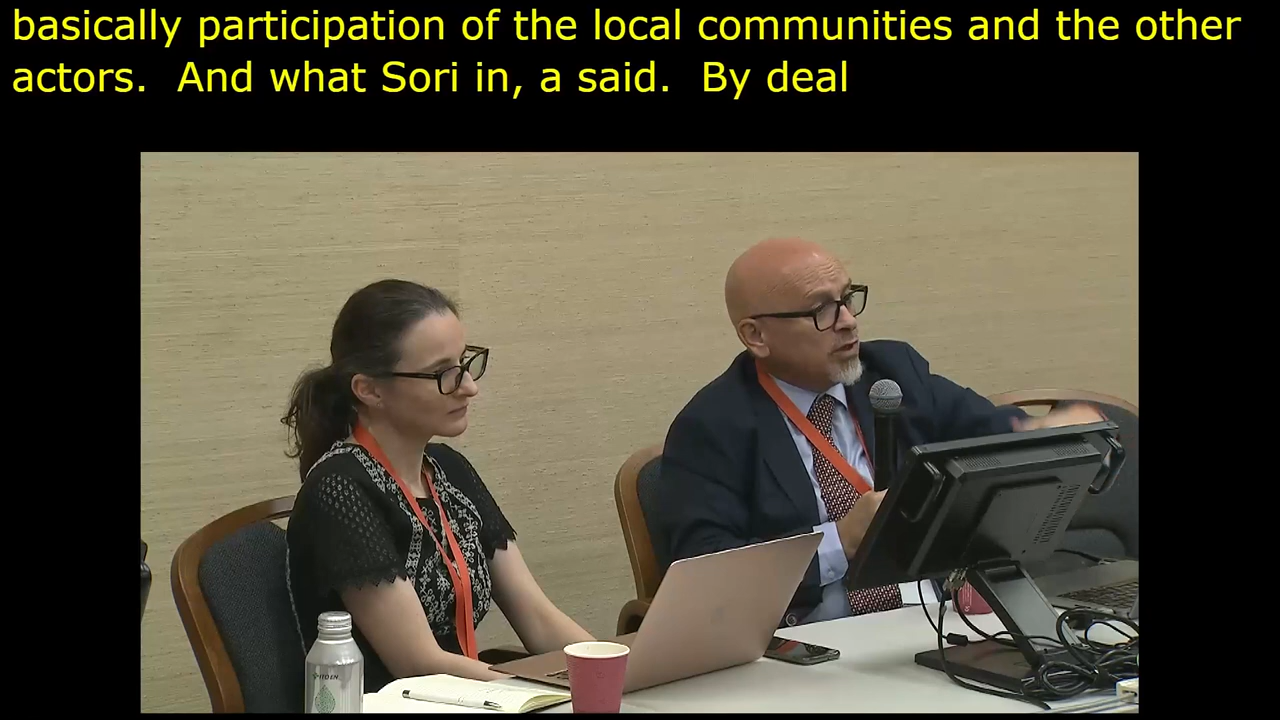 basically participation of the local communities and the other
actors.  And what Sori in, a said.  By deal